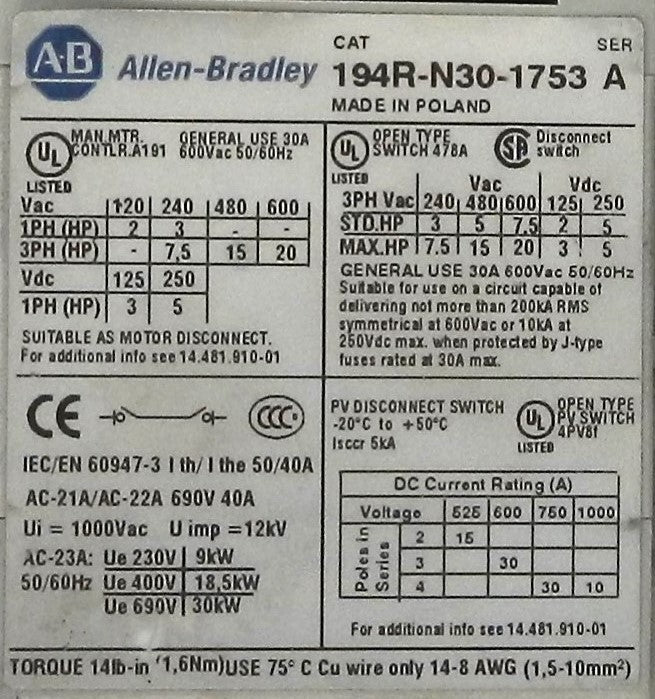 A-B Allen-Bradley
CAT SER
194R-N30-1753 A
MADE IN POLAND
UL LISTED
MAN.MTR. CONTLR.A191
GENERAL USE 30A
600Vac 50/60Hz
Vac 120 240 480 600
1PH (HP) 2 3 - -
3PH (HP) - 7,5 15 20
Vdc 125 250
1PH (HP) 3 5
SUITABLE AS MOTOR DISCONNECT.
For additional info see 14.481.910-01
UL LISTED
OPEN TYPE
SWITCH 478A
SA Disconnect
switch
Vac Vdc
3PH Vac 240 480 600 125 250
STD.HP 3 5 7.5 2 5
MAX.HP 7.5 15 20 3 5
GENERAL USE 30A 600Vac 50/60Hz
Suitable for use on a circuit capable of
delivering not more than 200kA RMS
symmetrical at 600Vac or 10kA at
250Vdc max. when protected by J-type
fuses rated at 30A max.
CE CCC
IEC/EN 60947-3 I th/ I the 50/40A
AC-21A/AC-22A 690V 40A
Ui = 1000Vac U imp =12kV
AC-23A: Ue 230V 9kW
50/60Hz Ue 400V 18,5kW
Ue 690V 30kW
PV DISCONNECT SWITCH
-20°C to +50°C
Isccr 5kA
UL LISTED
OPEN TYPE
PV SWITCH
4PV8f
DC Current Rating (A)
Voltage 525 600 750 1000
Poles in Series
2 15
3 30
4 30 10
For additional info see 14.481.910-01
TORQUE 14lb-in (1,6Nm) USE 75° C Cu wire only 14-8 AWG (1,5-10mm²)